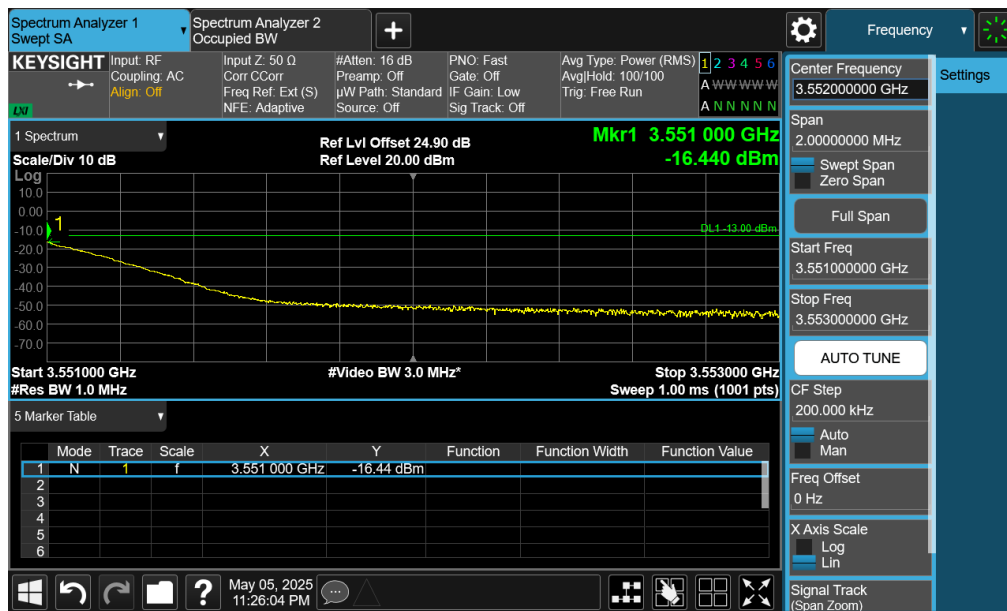 Spectrum Analyzer 1
Swept SA
Spectrum Analyzer 2
Occupied BW
Frequency
KEYSIGHT
LXI
Input: RF
Coupling: AC
Align: Off
Input Z: 50 Ω
Corr CCorr
Freq Ref: Ext (S)
NFE: Adaptive
#Atten: 16 dB
Preamp: Off
µW Path: Standard
Source: Off
PNO: Fast
Gate: Off
IF Gain: Low
Sig Track: Off
Avg Type: Power (RMS)
Avg|Hold: 100/100
Trig: Free Run
1 2 3 4 5 6
A W W W W W
A N N N N N
1 Spectrum
Scale/Div 10 dB
Ref Lvl Offset 24.90 dB
Ref Level 20.00 dBm
Mkr1 3.551 000 GHz
-16.440 dBm
Log
10.0
0.00
-10.0
-20.0
-30.0
-40.0
-50.0
-60.0
-70.0
1
DL1 -13.00 dBm
Start 3.551000 GHz
#Video BW 3.0 MHz*
Stop 3.553000 GHz
#Res BW 1.0 MHz
Sweep 1.00 ms (1001 pts)
5 Marker Table
Mode Trace Scale X Y Function Function Width Function Value
1 N 1 f 3.551 000 GHz -16.44 dBm
2
3
4
5
6
?
May 05, 2025
11:26:04 PM
Center Frequency
3.552000000 GHz
Settings
Span
2.00000000 MHz
Swept Span
Zero Span
Full Span
Start Freq
3.551000000 GHz
Stop Freq
3.553000000 GHz
AUTO TUNE
CF Step
200.000 kHz
Auto
Man
Freq Offset
0 Hz
X Axis Scale
Log
Lin
Signal Track
(Span Zoom)